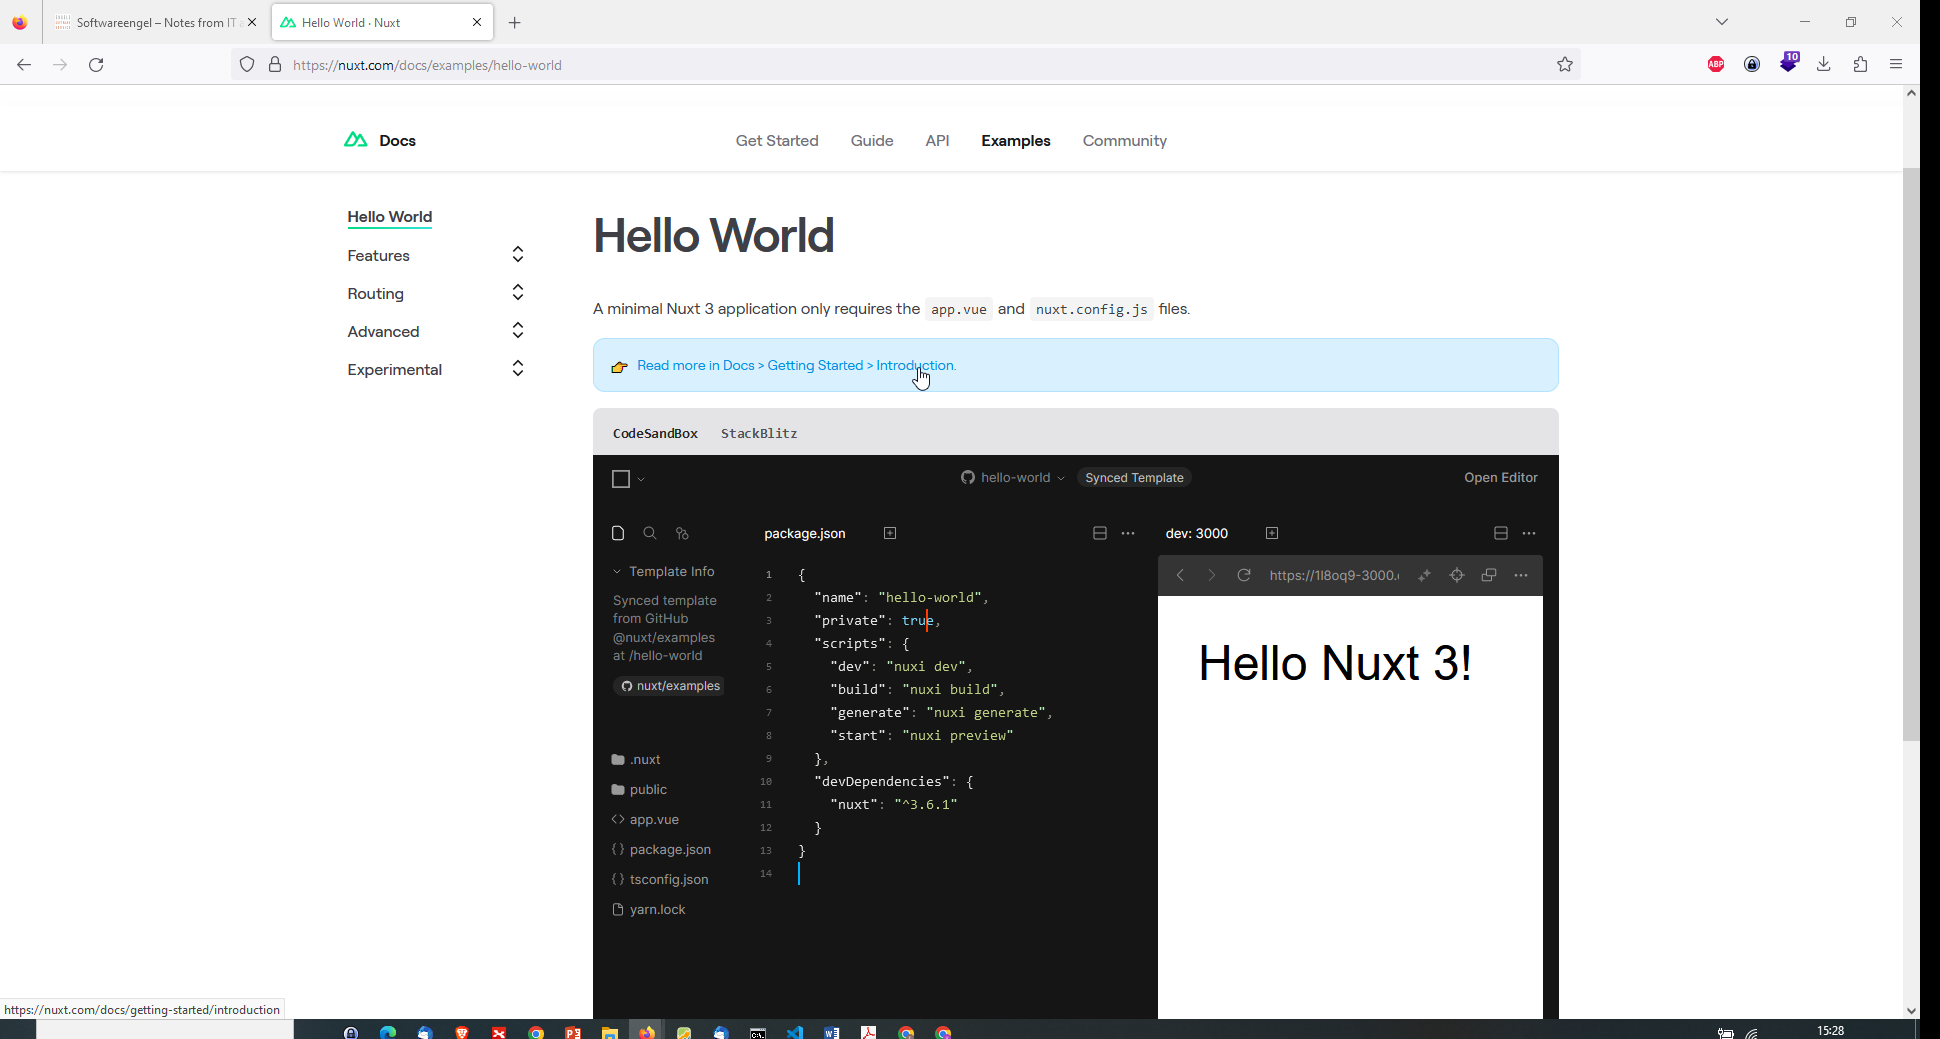 Softwareengel – Notes from IT
Hello World · Nuxt
https://nuxt.com/docs/examples/hello-world
ABP
10
Docs
Get Started
Guide
API
Examples
Community
Hello World
Features
Routing
Advanced
Experimental
Hello World
A minimal Nuxt 3 application only requires the app.vue and nuxt.config.js files.
Read more in Docs > Getting Started > Introduction.
CodeSandBox
StackBlitz
hello-world
Synced Template
Open Editor
package.json
dev: 3000
Template Info
Synced template
from GitHub
@nuxt/examples
at /hello-world
nuxt/examples
.nuxt
public
app.vue
package.json
tsconfig.json
yarn.lock
1 {
2 "name": "hello-world",
3 "private": true,
4 "scripts": {
5 "dev": "nuxi dev",
6 "build": "nuxi build",
7 "generate": "nuxi generate",
8 "start": "nuxi preview"
9 },
10 "devDependencies": {
11 "nuxt": "^3.6.1"
12 }
13 }
14
https://1l8oq9-3000.
Hello Nuxt 3!
https://nuxt.com/docs/getting-started/introduction
15:28